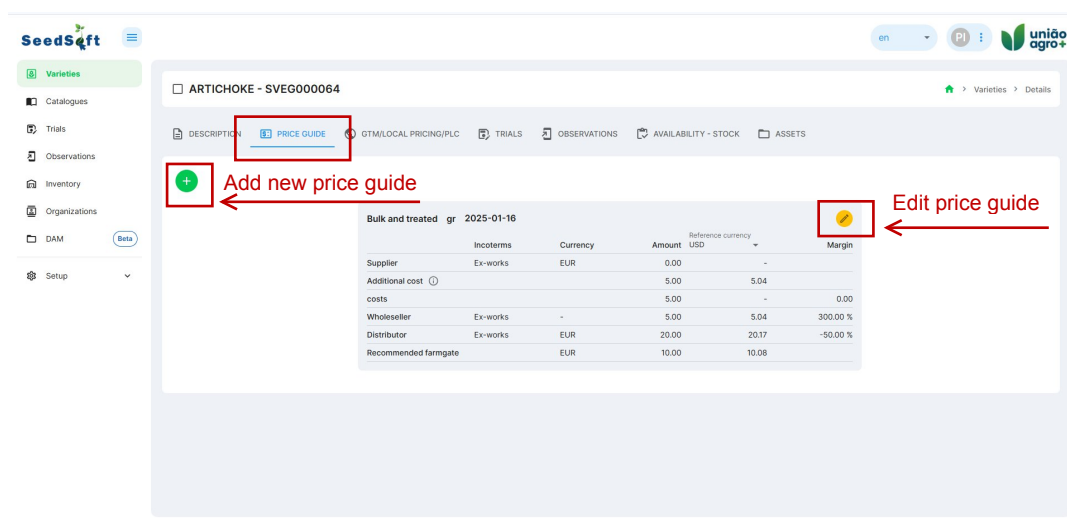 SeedSoft
en
PI
união
agro+
Varieties
Catalogues
Trials
Observations
Inventory
Organizations
DAM Beta
Setup
ARTICHOKE - SVEG000064
Varieties > Details
DESCRIPTION PRICE GUIDE GTM/LOCAL PRICING/PLC TRIALS OBSERVATIONS AVAILABILITY - STOCK ASSETS
Add new price guide
Edit price guide
Bulk and treated gr 2025-01-16
Reference currency
Incoterms Currency Amount USD Margin
Supplier Ex-works EUR 0.00 -
Additional cost 5.00 5.04
costs 5.00 - 0.00
Wholeseller Ex-works - 5.00 5.04 300.00 %
Distributor Ex-works EUR 20.00 20.17 -50.00 %
Recommended farmgate EUR 10.00 10.08